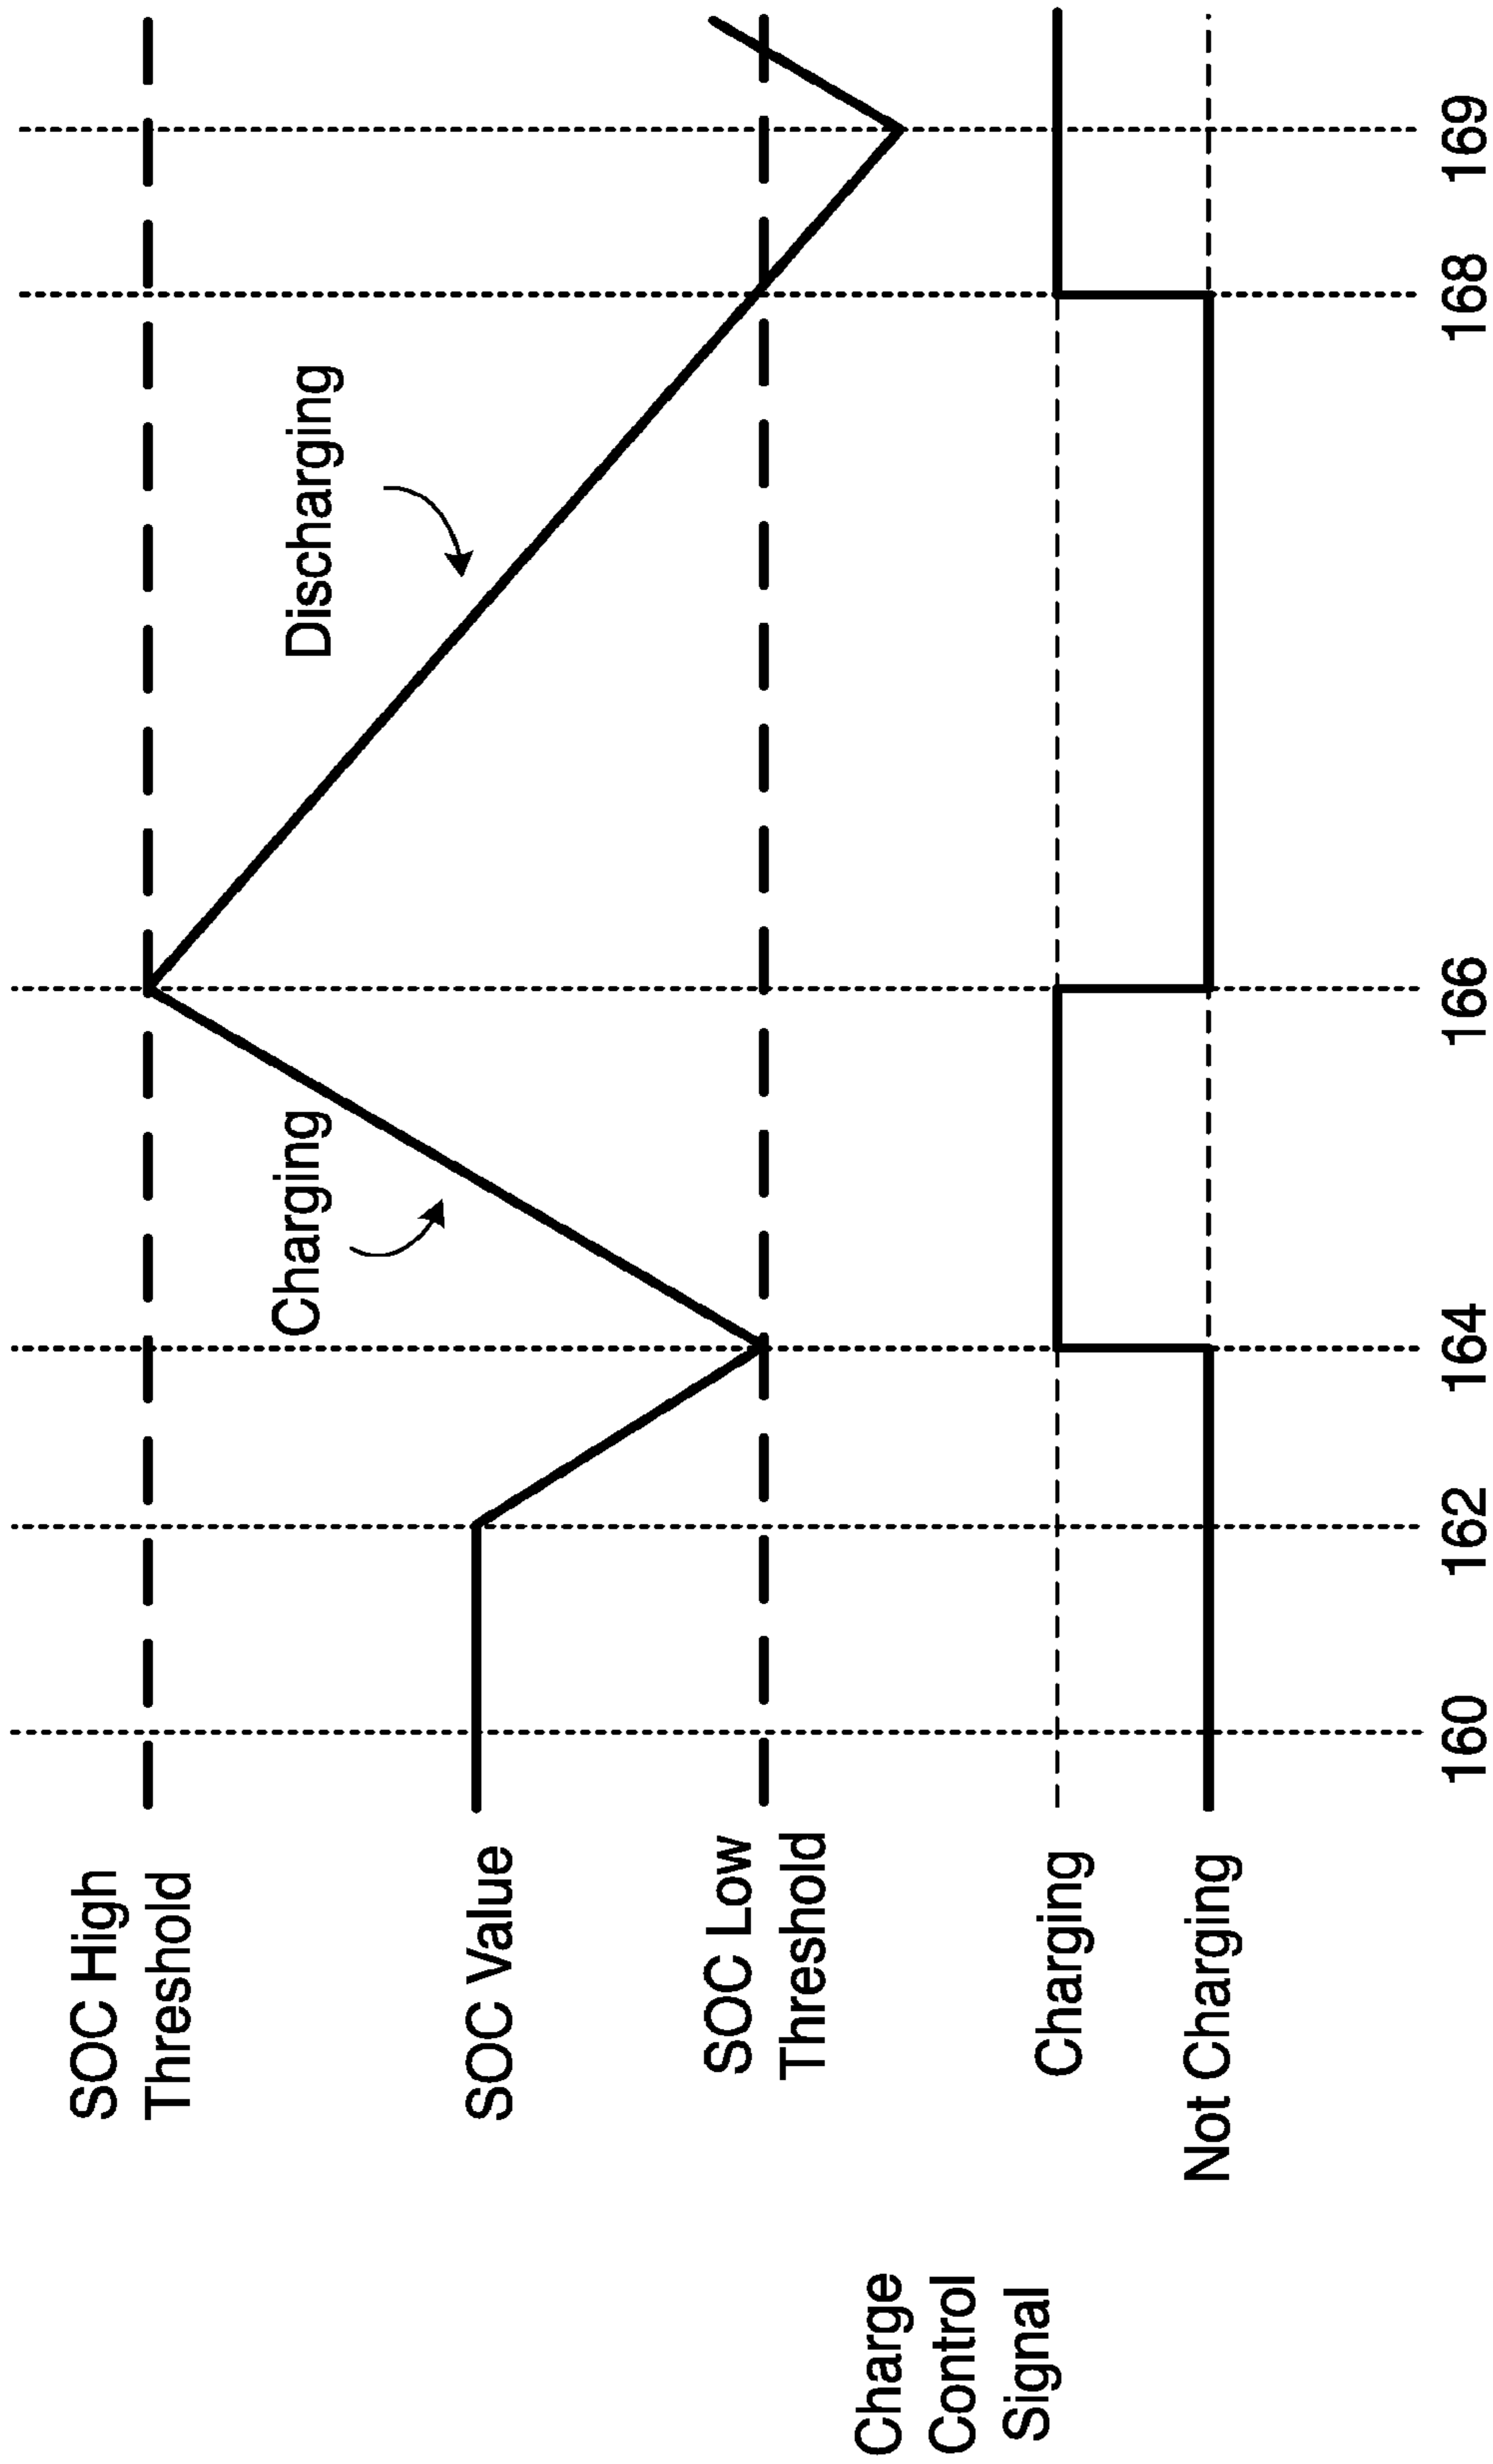 SOC High
Threshold
Charging
Discharging
SOC Value
SOC Low
Threshold
Charge
Control
Signal
Charging
Not Charging
160
162
164
166
168
169